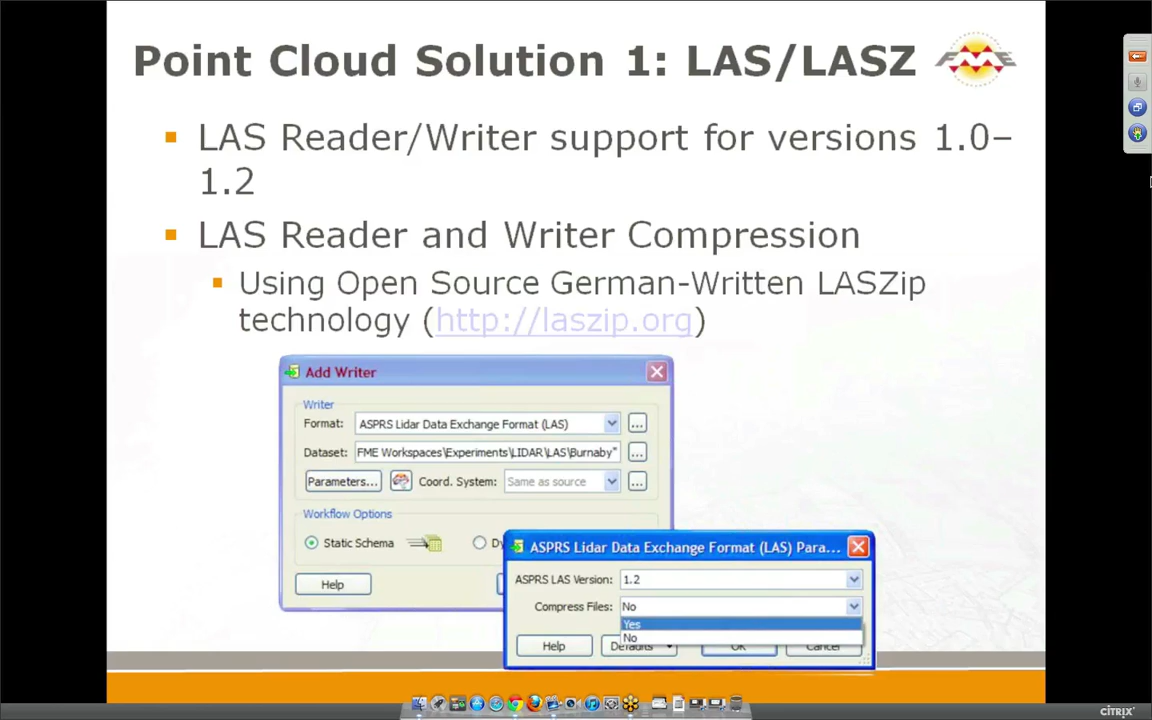 Point Cloud Solution 1: LAS/LASZ
FME
LAS Reader/Writer support for versions 1.0–
1.2
LAS Reader and Writer Compression
Using Open Source German-Written LASZip
technology (http://laszip.org)
Add Writer
Writer
Format: ASPRS Lidar Data Exchange Format (LAS) ...
Dataset: FME Workspaces\Experiments\LIDAR\LAS\Burnaby" ...
Parameters... Coord. System: Same as source ...
Workflow Options
Static Schema Dy
Help
ASPRS Lidar Data Exchange Format (LAS) Para...
ASPRS LAS Version: 1.2
Compress Files: No
Yes
No
Help Defaults OK Cancel
CITRIX